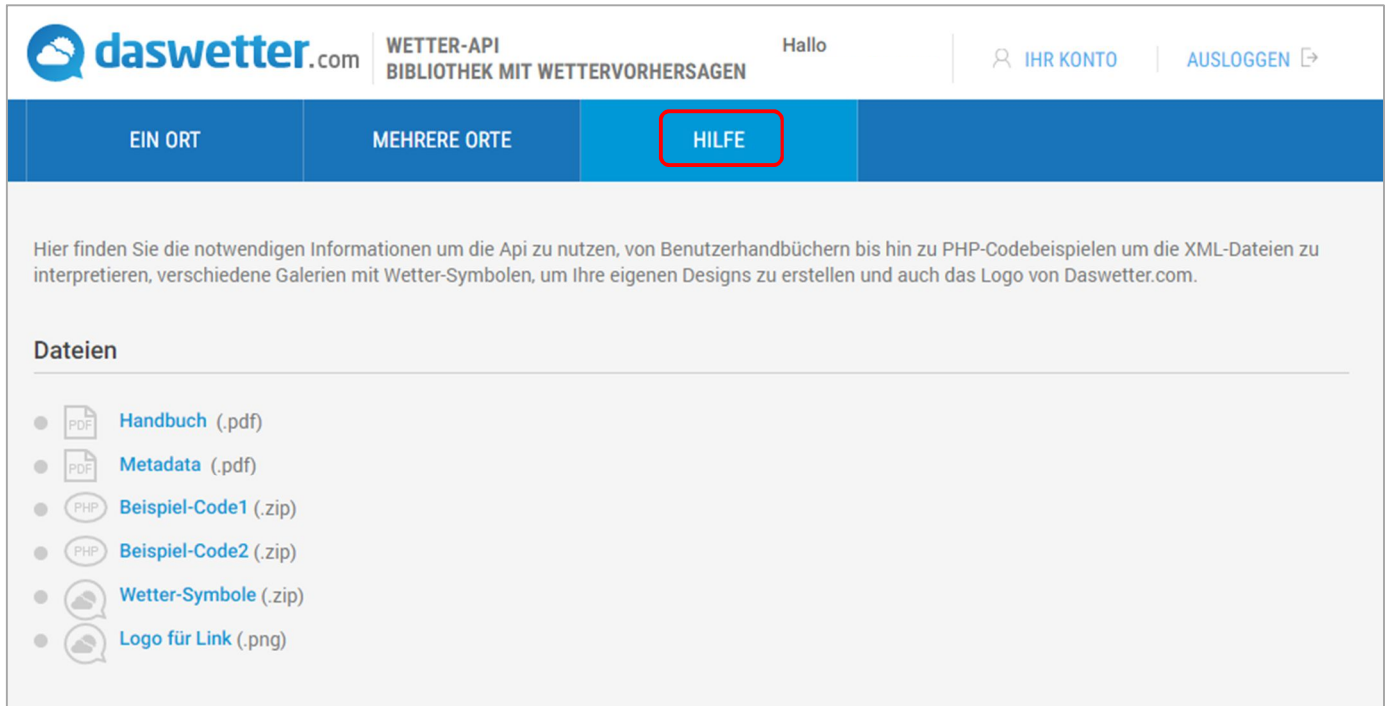 daswetter.com
WETTER-API
BIBLIOTHEK MIT WETTERVORHERSAGEN
Hallo
IHR KONTO
AUSLOGGEN
EIN ORT
MEHRERE ORTE
HILFE
Hier finden Sie die notwendigen Informationen um die Api zu nutzen, von Benutzerhandbüchern bis hin zu PHP-Codebeispielen um die XML-Dateien zu
interpretieren, verschiedene Galerien mit Wetter-Symbolen, um Ihre eigenen Designs zu erstellen und auch das Logo von Daswetter.com.
Dateien
PDF Handbuch (.pdf)
PDF Metadata (.pdf)
PHP Beispiel-Code1 (.zip)
PHP Beispiel-Code2 (.zip)
Wetter-Symbole (.zip)
Logo für Link (.png)